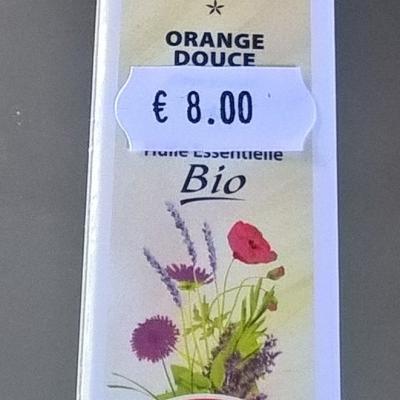 ORANGE
DOUCE
€ 8.00
Huile Essentielle
Bio